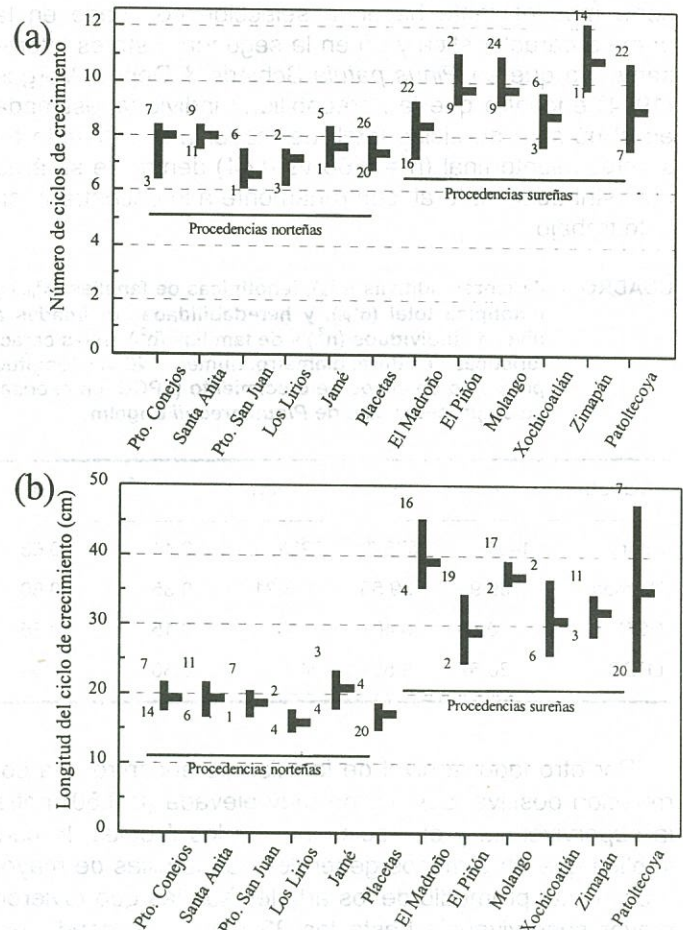 (a)
Número de ciclos de crecimiento
12
10
8
6
4
2
0
7
3
9
11
6
1
2
3
5
1
26
20
22
16
2
9
24
9
6
3
14
11
22
7
Procedencias norteñas
Procedencias sureñas
Pto. Conejos
Santa Anita
Pto. San Juan
Los Lirios
Jamé
Placetas
El Madroño
El Piñón
Molango
Xochicoatlán
Zimapán
Patoltecoya
(b)
Longitud del ciclo de crecimiento (cm)
50
40
30
20
10
0
7
14
11
6
7
1
2
4
3
4
4
20
16
4
19
2
17
2
2
6
11
3
7
20
Procedencias norteñas
Procedencias sureñas
Pto. Conejos
Santa Anita
Pto. San Juan
Los Lirios
Jamé
Placetas
El Madroño
El Piñón
Molango
Xochicoatlán
Zimapán
Patoltecoya